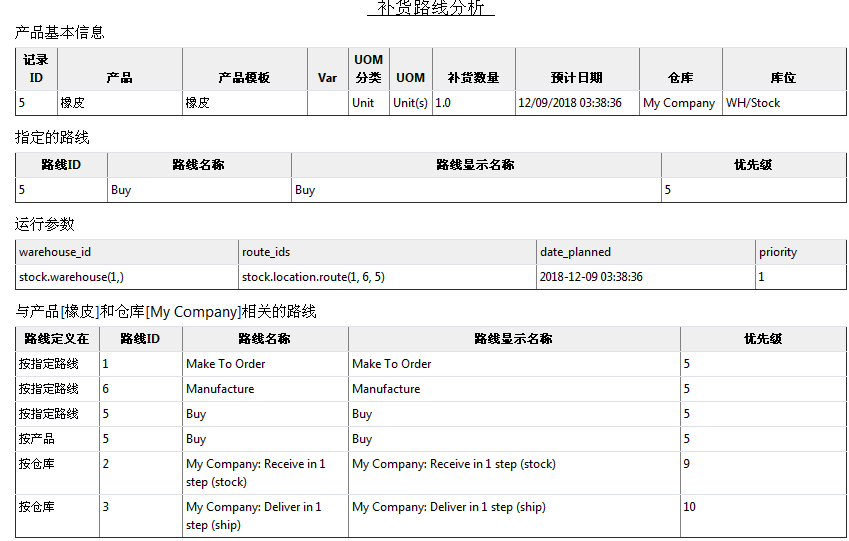 补货路线分析
产品基本信息
记录ID 产品 产品模板 Var UOM分类 UOM 补货数量 预计日期 仓库 库位
5 橡皮 橡皮 Unit Unit(s) 1.0 12/09/2018 03:38:36 My Company WH/Stock
指定的路线
路线ID 路线名称 路线显示名称 优先级
5 Buy Buy 5
运行参数
warehouse_id route_ids date_planned priority
stock.warehouse(1,) stock.location.route(1, 6, 5) 2018-12-09 03:38:36 1
与产品[橡皮]和仓库[My Company]相关的路线
路线定义在 路线ID 路线名称 路线显示名称 优先级
按指定路线 1 Make To Order Make To Order 5
按指定路线 6 Manufacture Manufacture 5
按指定路线 5 Buy Buy 5
按产品 5 Buy Buy 5
按仓库 2 My Company: Receive in 1 step (stock) My Company: Receive in 1 step (stock) 9
按仓库 3 My Company: Deliver in 1 step (ship) My Company: Deliver in 1 step (ship) 10